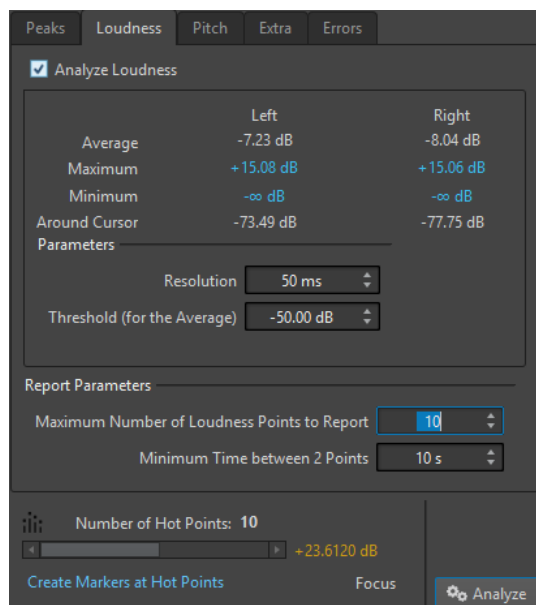 Peaks Loudness Pitch Extra Errors
Analyze Loudness
Left Right
Average -7.23 dB -8.04 dB
Maximum +15.08 dB +15.06 dB
Minimum -∞ dB -∞ dB
Around Cursor -73.49 dB -77.75 dB
Parameters
Resolution 50 ms
Threshold (for the Average) -50.00 dB
Report Parameters
Maximum Number of Loudness Points to Report 10
Minimum Time between 2 Points 10 s
Number of Hot Points: 10
+23.6120 dB
Create Markers at Hot Points Focus
Analyze